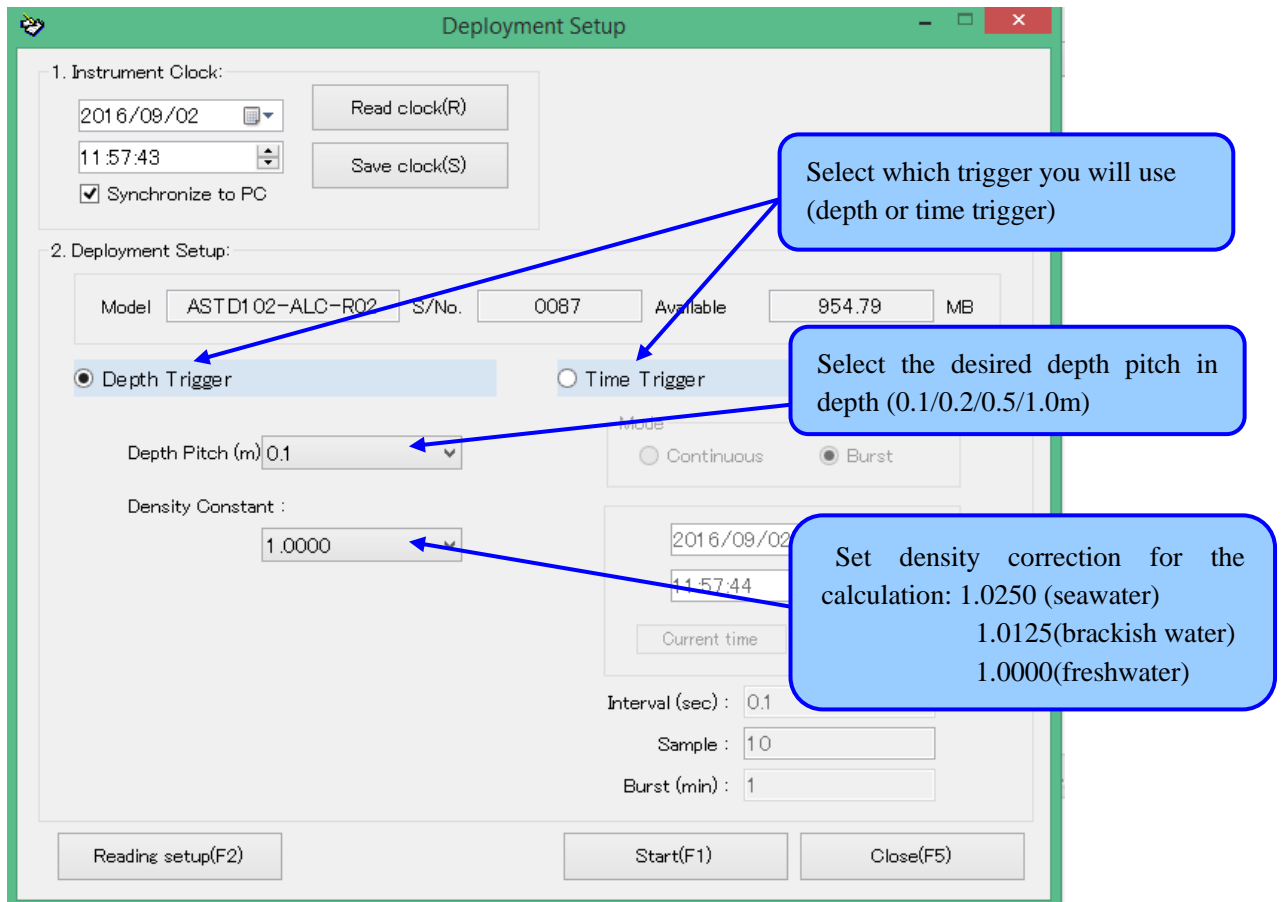 Deployment Setup
1. Instrument Clock:
2016/09/02
Read clock(R)
11:57:43
Save clock(S)
Synchronize to PC
Select which trigger you will use
(depth or time trigger)
2. Deployment Setup:
Model ASTD102-ALC-R02 S/No. 0087 Available 954.79 MB
Depth Trigger
Time Trigger
Select the desired depth pitch in
depth (0.1/0.2/0.5/1.0m)
Mode
Depth Pitch (m) 0.1
Continuous Burst
Density Constant :
1.0000
2016/09/02
11:57:44
Current time
Set density correction for the
calculation: 1.0250 (seawater)
1.0125(brackish water)
1.0000(freshwater)
Interval (sec) : 0.1
Sample : 10
Burst (min) : 1
Reading setup(F2)
Start(F1)
Close(F5)